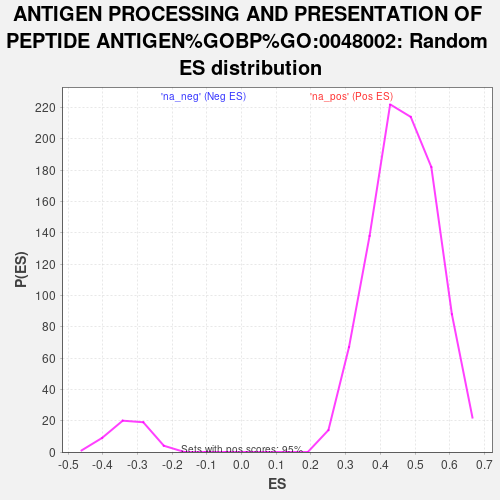 ANTIGEN PROCESSING AND PRESENTATION OF
PEPTIDE ANTIGEN%GOBP%GO:0048002: Random
ES distribution
'na_neg' (Neg ES) 'na_pos' (Pos ES)
220
200
180
160
140
120
100
80
60
40
20
0
P(ES)
Sets with pos scores: 95%
-0.5 -0.4 -0.3 -0.2 -0.1 0.0 0.1 0.2 0.3 0.4 0.5 0.6 0.7
ES